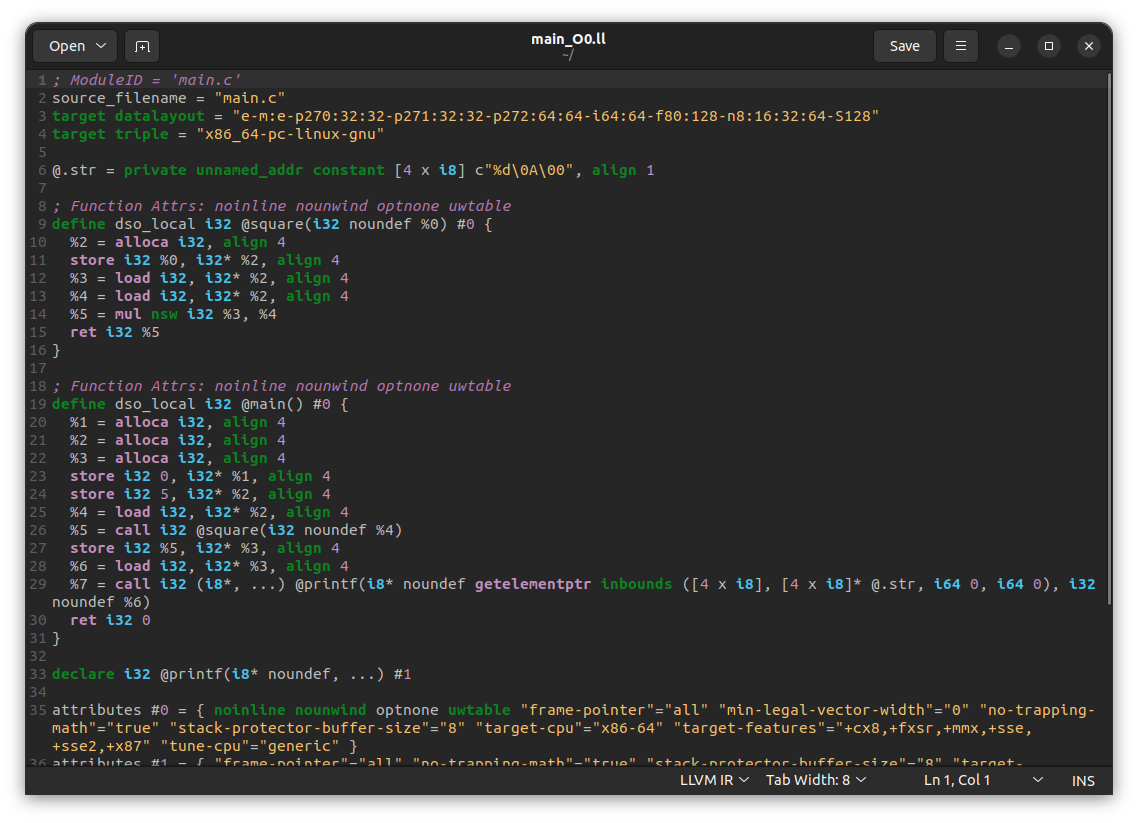 Open
main_O0.ll
~/
Save
1 ; ModuleID = 'main.c'
2 source_filename = "main.c"
3 target datalayout = "e-m:e-p270:32:32-p271:32:32-p272:64:64-i64:64-f80:128-n8:16:32:64-S128"
4 target triple = "x86_64-pc-linux-gnu"
5
6 @.str = private unnamed_addr constant [4 x i8] c"%d\0A\00", align 1
7
8 ; Function Attrs: noinline nounwind optnone uwtable
9 define dso_local i32 @square(i32 noundef %0) #0 {
10   %2 = alloca i32, align 4
11   store i32 %0, i32* %2, align 4
12   %3 = load i32, i32* %2, align 4
13   %4 = load i32, i32* %2, align 4
14   %5 = mul nsw i32 %3, %4
15   ret i32 %5
16 }
17
18 ; Function Attrs: noinline nounwind optnone uwtable
19 define dso_local i32 @main() #0 {
20   %1 = alloca i32, align 4
21   %2 = alloca i32, align 4
22   %3 = alloca i32, align 4
23   store i32 0, i32* %1, align 4
24   store i32 5, i32* %2, align 4
25   %4 = load i32, i32* %2, align 4
26   %5 = call i32 @square(i32 noundef %4)
27   store i32 %5, i32* %3, align 4
28   %6 = load i32, i32* %3, align 4
29   %7 = call i32 (i8*, ...) @printf(i8* noundef getelementptr inbounds ([4 x i8], [4 x i8]* @.str, i64 0, i64 0), i32
noundef %6)
30   ret i32 0
31 }
32
33 declare i32 @printf(i8* noundef, ...) #1
34
35 attributes #0 = { noinline nounwind optnone uwtable "frame-pointer"="all" "min-legal-vector-width"="0" "no-trapping-
math"="true" "stack-protector-buffer-size"="8" "target-cpu"="x86-64" "target-features"="+cx8,+fxsr,+mmx,+sse,
+sse2,+x87" "tune-cpu"="generic" }
36 attributes #1 = { "frame-pointer"="all" "no-trapping-math"="true" "stack-protector-buffer-size"="8" "target-
LLVM IR Tab Width: 8 Ln 1, Col 1 INS